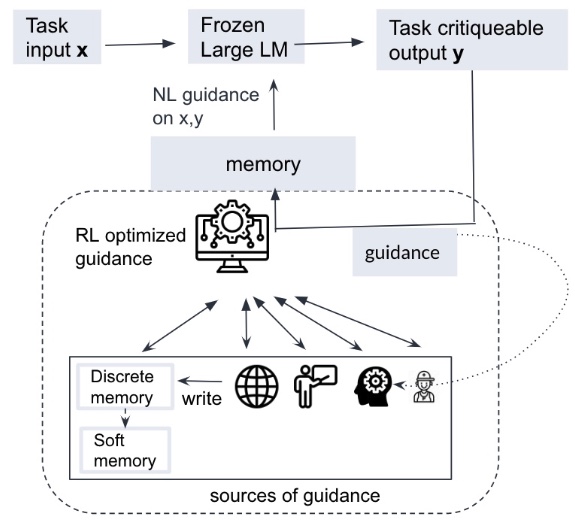 Task
input x
Frozen
Large LM
Task critiqueable
output y
NL guidance
on x,y
memory
RL optimized
guidance
guidance
Discrete
memory
write
Soft
memory
sources of guidance